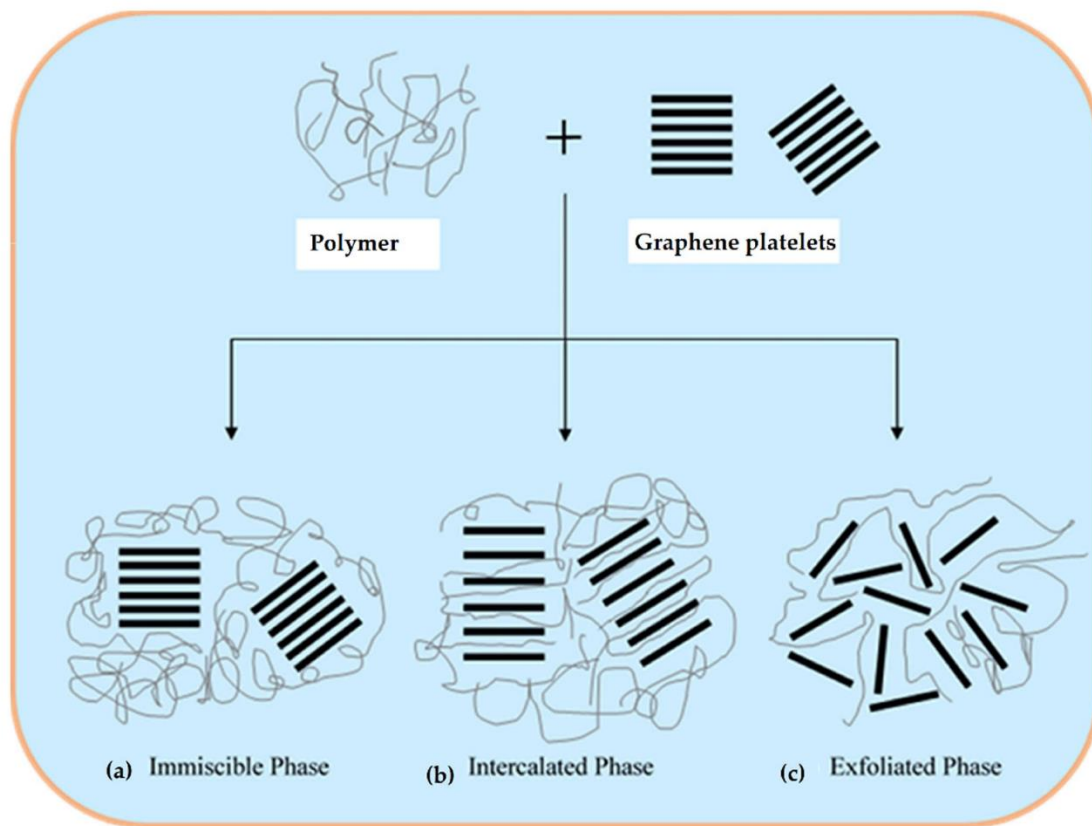 +
Polymer
Graphene platelets
(a) Immiscible Phase
(b) Intercalated Phase
(c) Exfoliated Phase